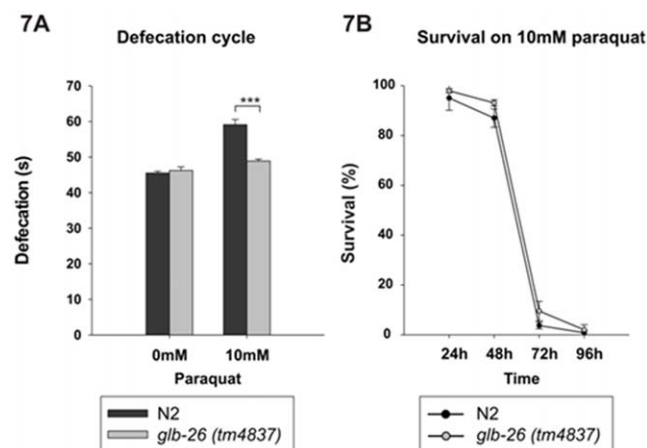 7A
Defecation cycle
70
60
50
40
30
20
10
0
Defecation (s)
***
0mM 10mM
Paraquat
N2
glb-26 (tm4837)
7B
Survival on 10mM paraquat
100
80
60
40
20
0
Survival (%)
24h 48h 72h 96h
Time
N2
glb-26 (tm4837)